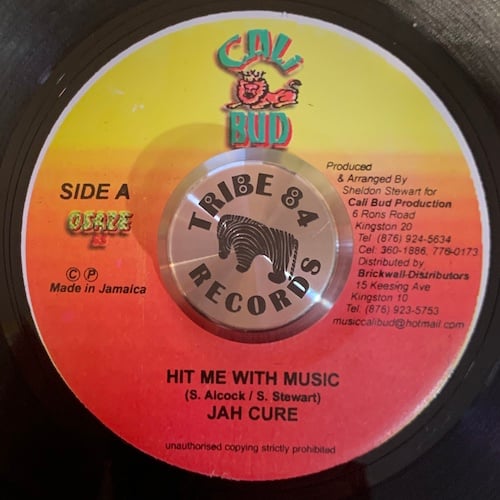 CALI
BUD
SIDE A
TRIBE 84
RECORDS
Produced
& Arranged By
Sheldon Stewart for
Cali Bud Production
6 Rons Road
Kingston 20
Tel (876) 924-5634
Cel: 360-1886, 776-0173
Distributed by
Brickwall Distributors
15 Keesing Ave
Kingston 10
Tel: (876) 923-5753
musiccalibud@hotmail.com
© ℗
Made in Jamaica
HIT ME WITH MUSIC
(S. Alcock / S. Stewart)
JAH CURE
unauthorised copying strictly prohibited